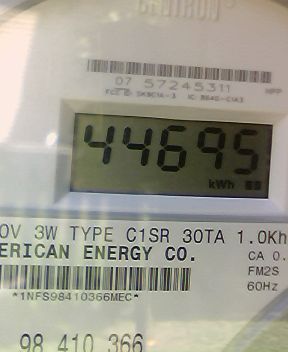 CENTRON®
07 57245311
44695
kWh
0V 3W TYPE C1SR 30TA 1.0Kh
ERICAN ENERGY CO.
CA 0.
FM2S
*1NFS98410366MEC*
60Hz
98 410 366